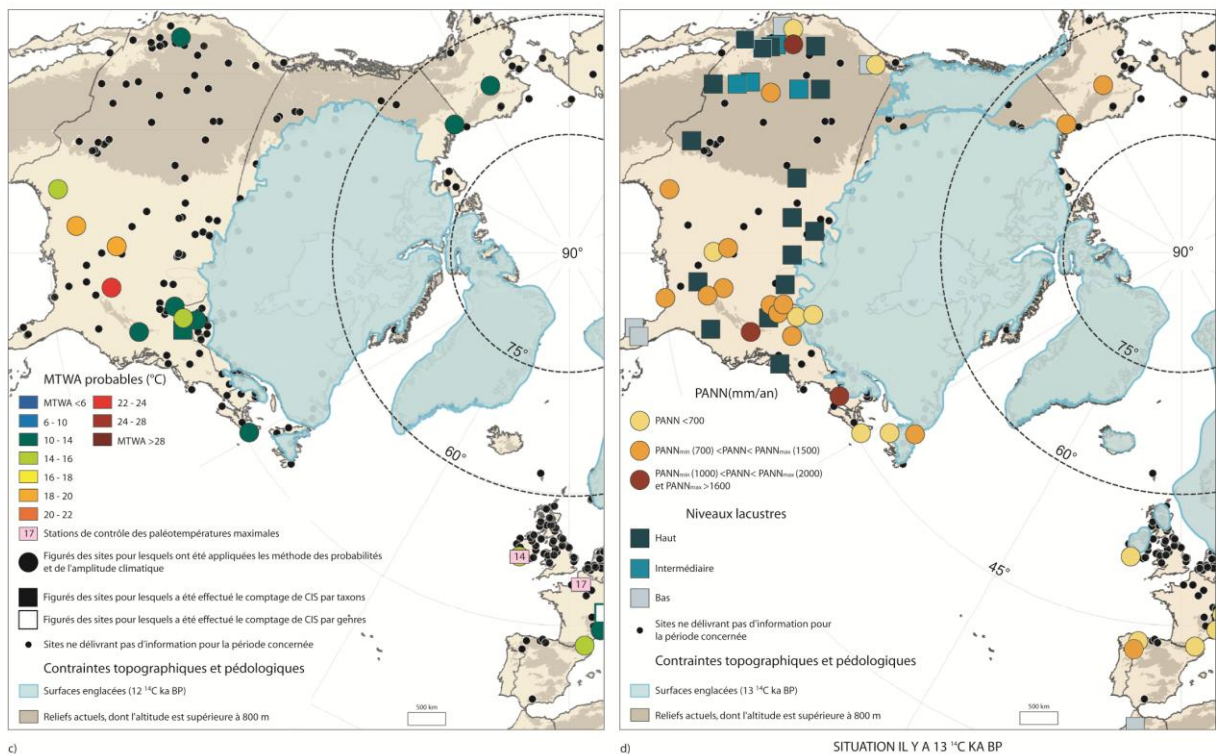 90°
75°
60°
MTWA probables (°C)
MTWA <6
6 - 10
10 - 14
14 - 16
16 - 18
18 - 20
20 - 22
22 - 24
24 - 28
MTWA >28
17 Stations de contrôle des paléotempératures maximales
Figurés des sites pour lesquels ont été appliquées les méthode des probabilités
et de l'amplitude climatique
Figurés des sites pour lesquels a été effectué le comptage de CIS par taxons
Figurés des sites pour lesquels a été effectué le comptage de CIS par genres
Sites ne délivrant pas d'information pour la période concernée
Contraintes topographiques et pédologiques
Surfaces englacées (12 ¹⁴C ka BP)
Reliefs actuels, dont l'altitude est supérieure à 800 m
14
17
500 km
c)
90°
75°
60°
45°
PANN(mm/an)
PANN <700
PANNmin (700) <PANN< PANNmax (1500)
PANNmin (1000) <PANN< PANNmax (2000)
et PANNmax >1600
Niveaux lacustres
Haut
Intermédiaire
Bas
Sites ne délivrant pas d'information pour
la période concernée
Contraintes topographiques et pédologiques
Surfaces englacées (13 ¹⁴C ka BP)
Reliefs actuels, dont l'altitude est supérieure à 800 m
500 km
d)
SITUATION IL Y A 13 ¹⁴C KA BP